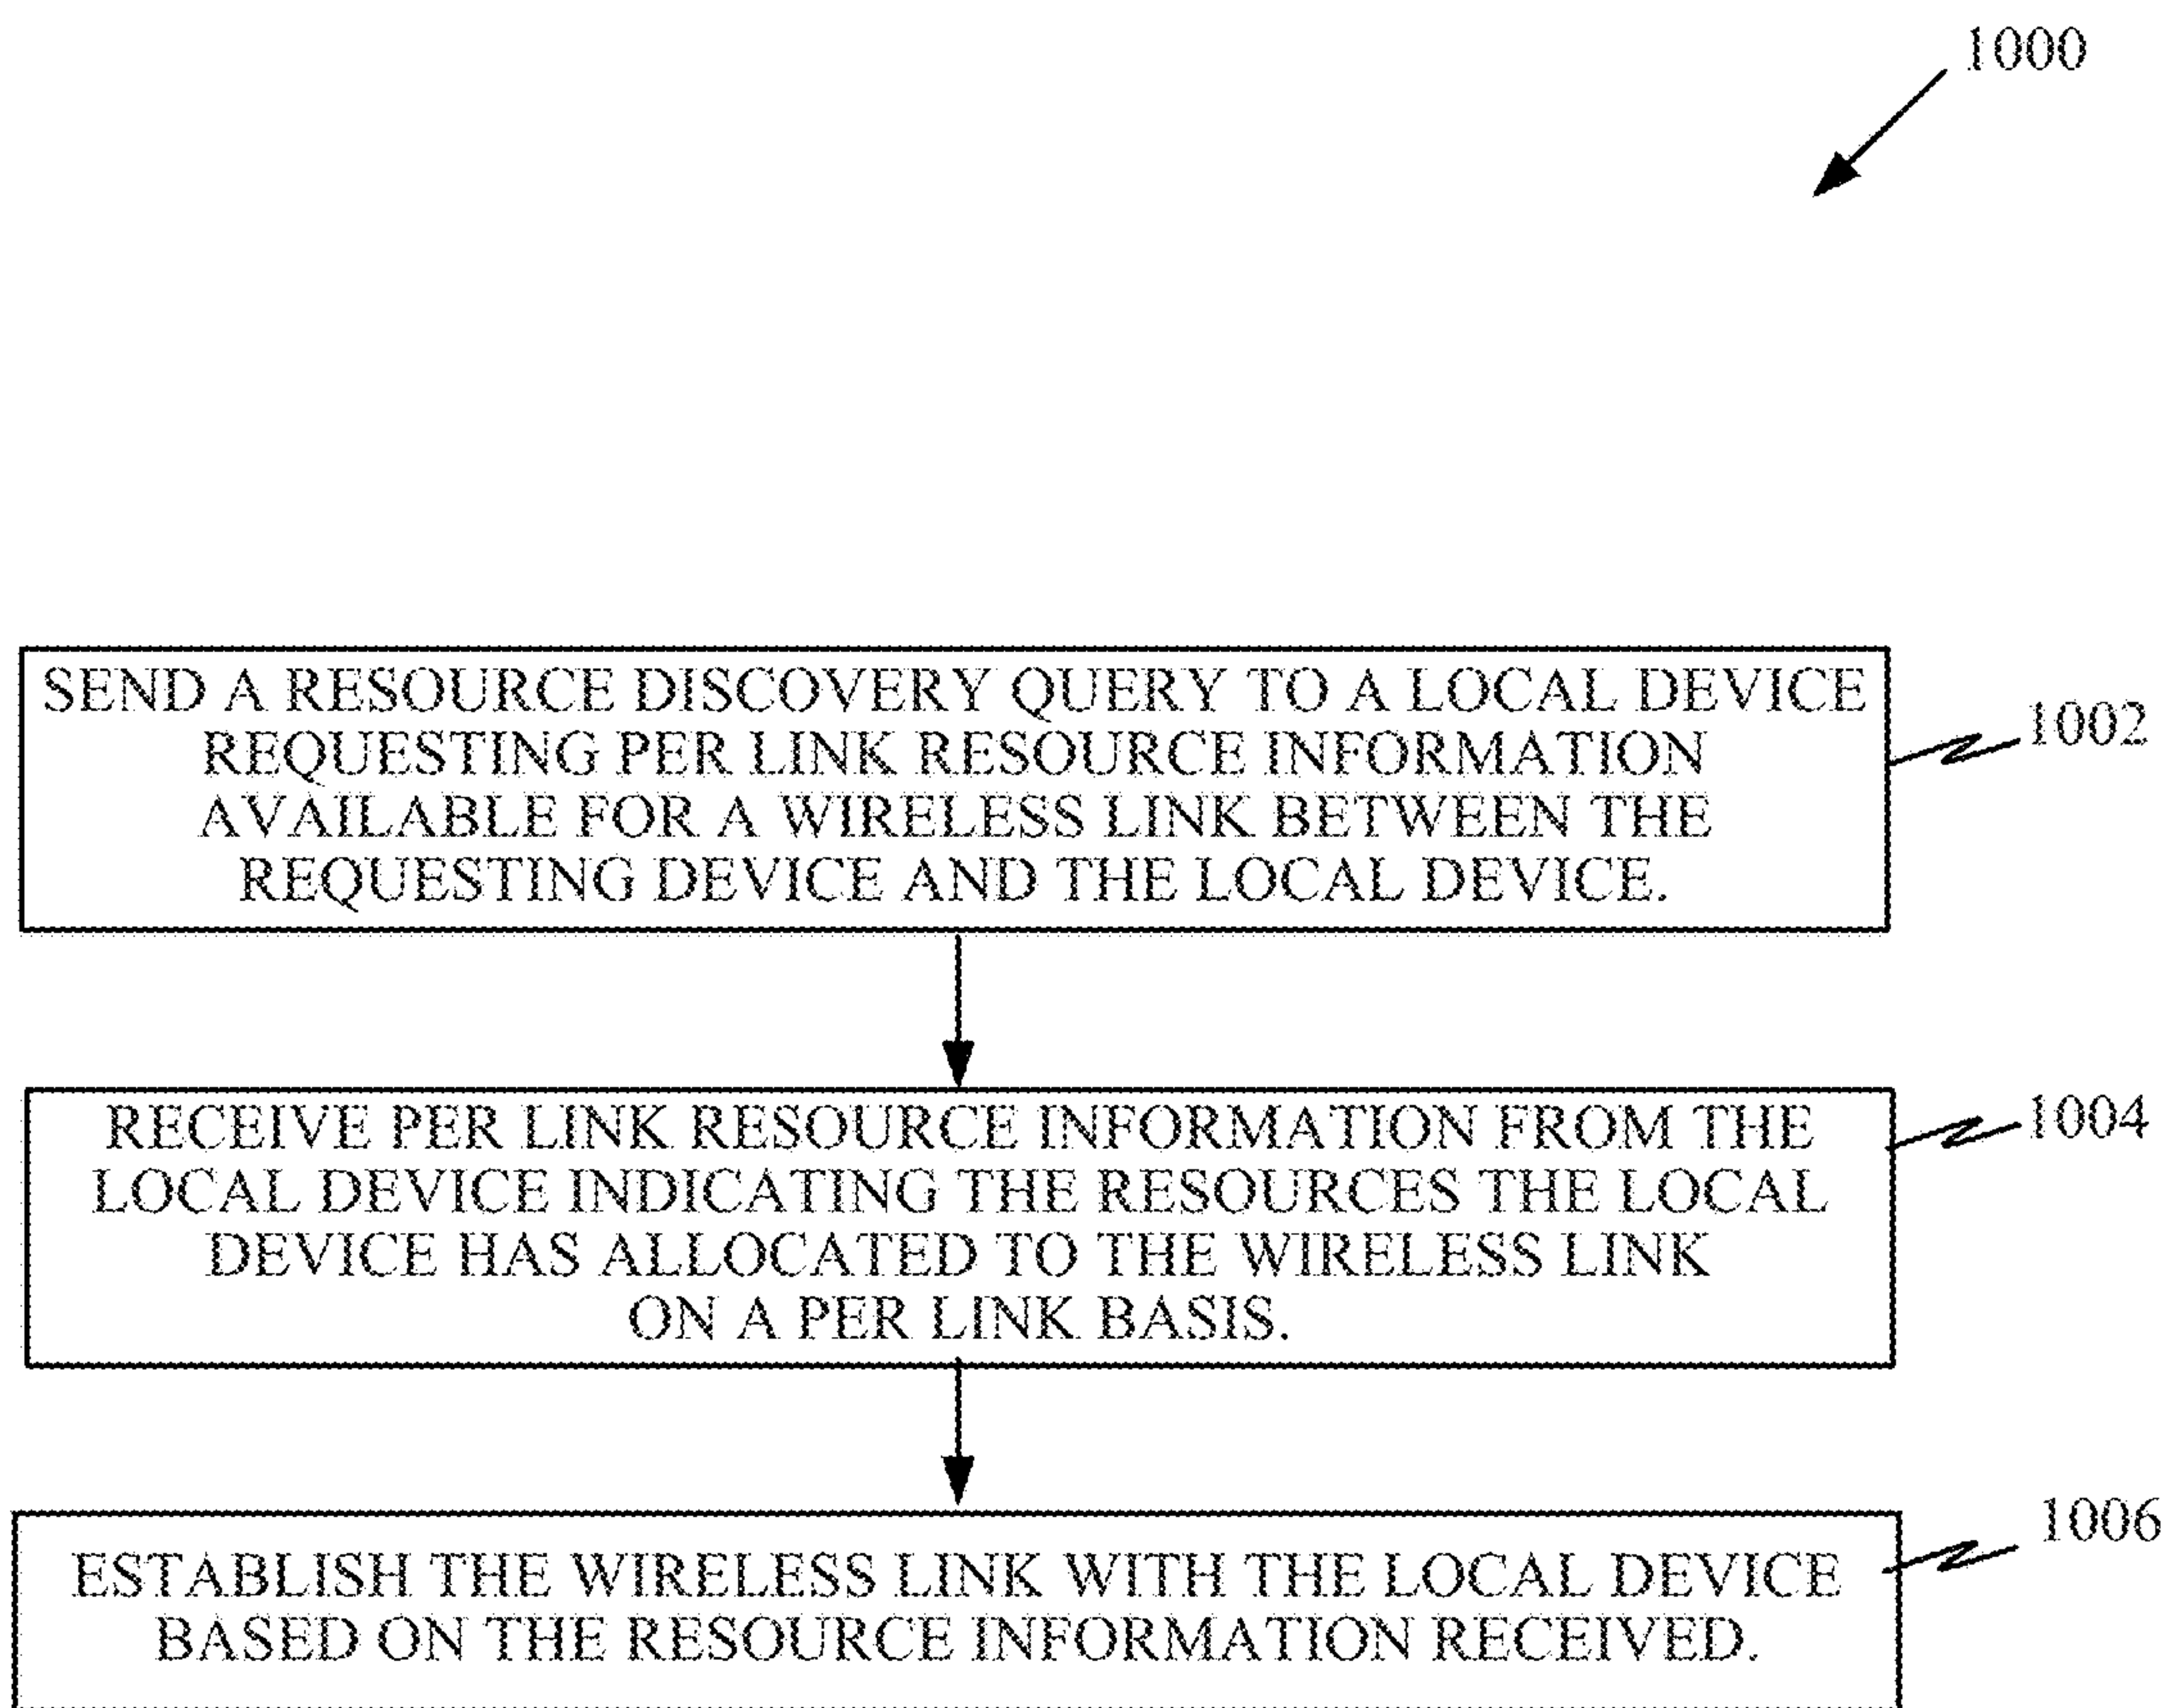 1000
SEND A RESOURCE DISCOVERY QUERY TO A LOCAL DEVICE
REQUESTING PER LINK RESOURCE INFORMATION
AVAILABLE FOR A WIRELESS LINK BETWEEN THE
REQUESTING DEVICE AND THE LOCAL DEVICE.
1002
RECEIVE PER LINK RESOURCE INFORMATION FROM THE
LOCAL DEVICE INDICATING THE RESOURCES THE LOCAL
DEVICE HAS ALLOCATED TO THE WIRELESS LINK
ON A PER LINK BASIS.
1004
ESTABLISH THE WIRELESS LINK WITH THE LOCAL DEVICE
BASED ON THE RESOURCE INFORMATION RECEIVED.
1006